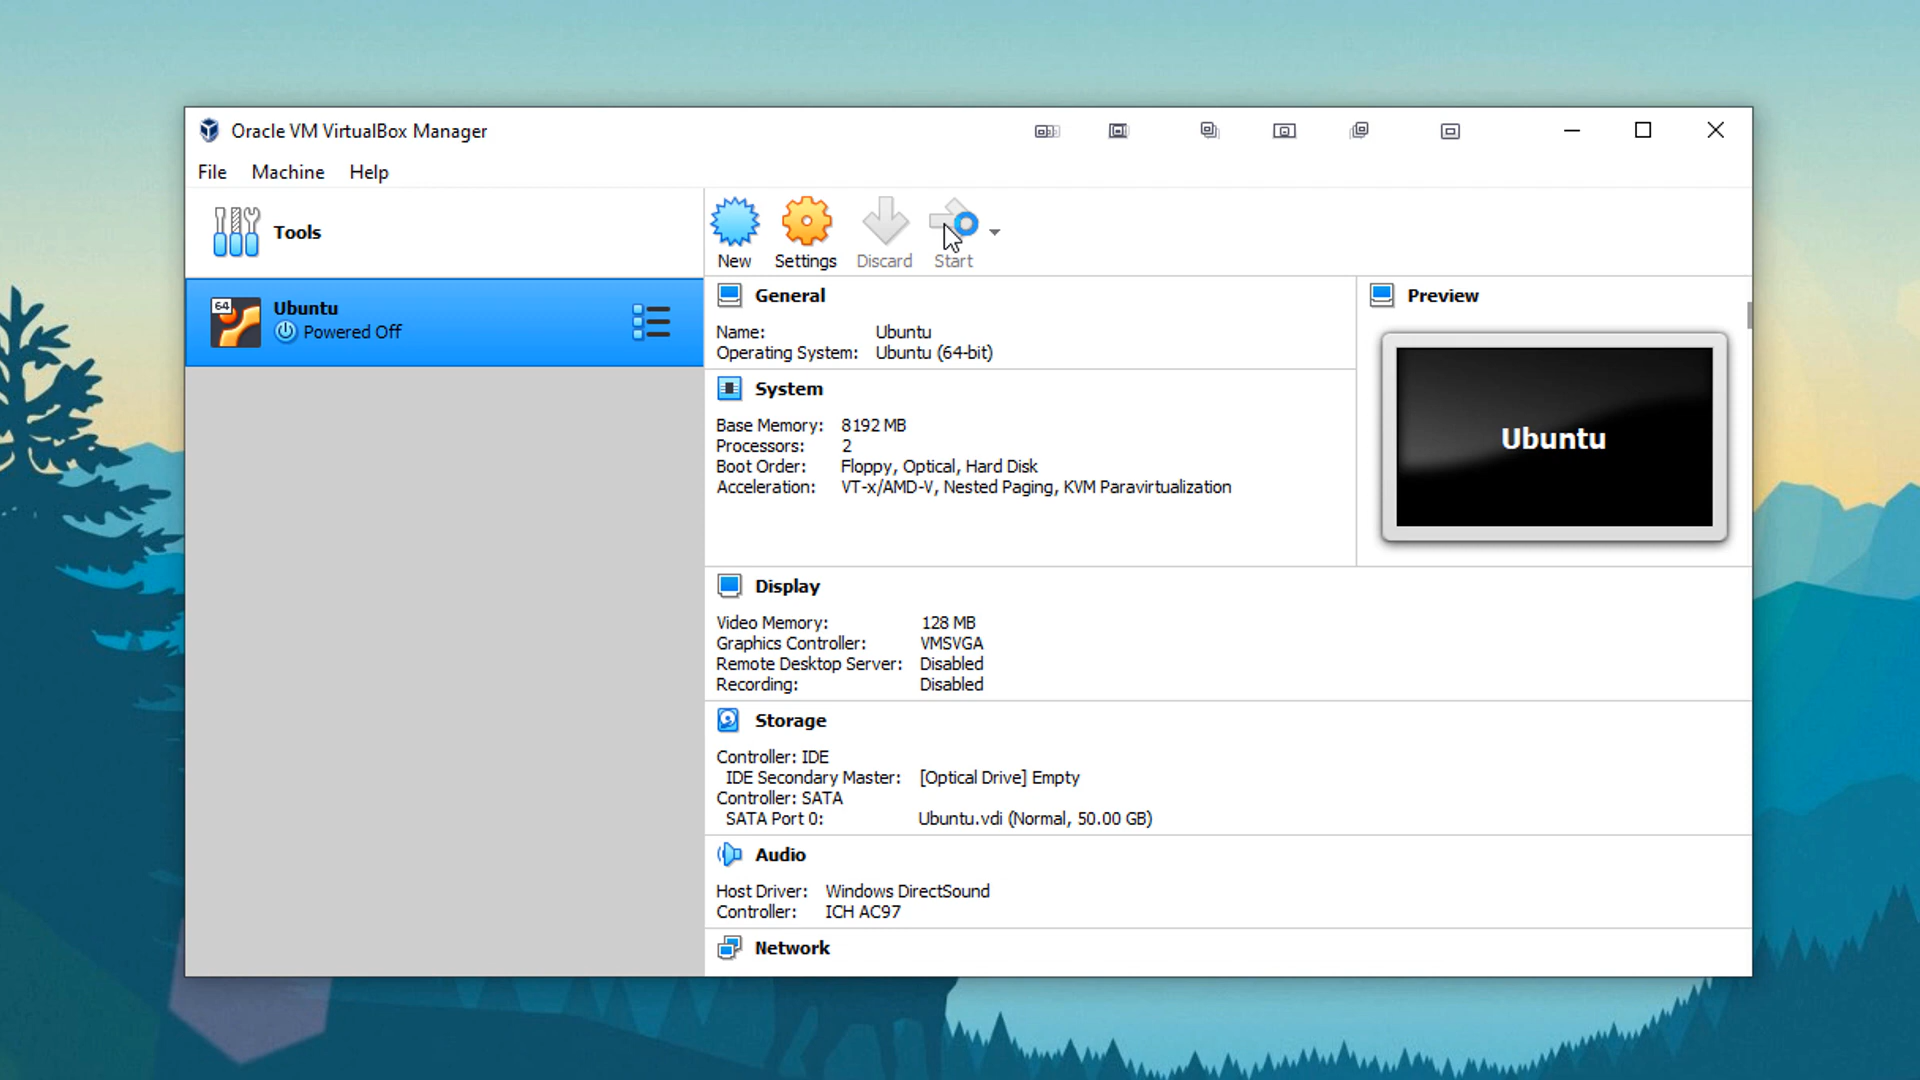 Oracle VM VirtualBox Manager
File Machine Help
Tools
New Settings Discard Start
64
Ubuntu
Powered Off
General
Name: Ubuntu
Operating System: Ubuntu (64-bit)
Preview
Ubuntu
System
Base Memory: 8192 MB
Processors: 2
Boot Order: Floppy, Optical, Hard Disk
Acceleration: VT-x/AMD-V, Nested Paging, KVM Paravirtualization
Display
Video Memory: 128 MB
Graphics Controller: VMSVGA
Remote Desktop Server: Disabled
Recording: Disabled
Storage
Controller: IDE
IDE Secondary Master: [Optical Drive] Empty
Controller: SATA
SATA Port 0: Ubuntu.vdi (Normal, 50.00 GB)
Audio
Host Driver: Windows DirectSound
Controller: ICH AC97
Network